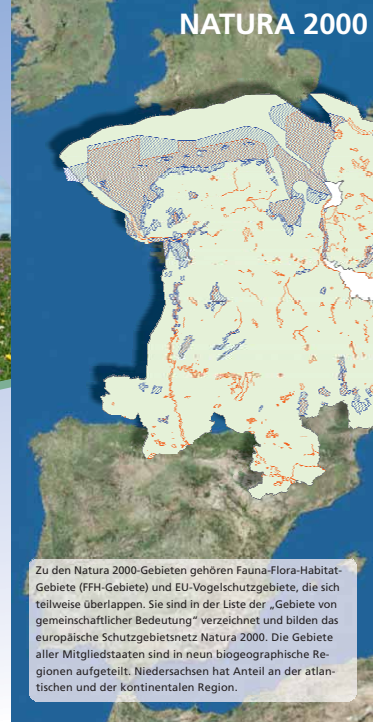 NATURA 2000
Zu den Natura 2000-Gebieten gehören Fauna-Flora-Habitat-
Gebiete (FFH-Gebiete) und EU-Vogelschutzgebiete, die sich
teilweise überlappen. Sie sind in der Liste der „Gebiete von
gemeinschaftlicher Bedeutung“ verzeichnet und bilden das
europäische Schutzgebietsnetz Natura 2000. Die Gebiete
aller Mitgliedstaaten sind in neun biogeographische Re-
gionen aufgeteilt. Niedersachsen hat Anteil an der atlan-
tischen und der kontinentalen Region.